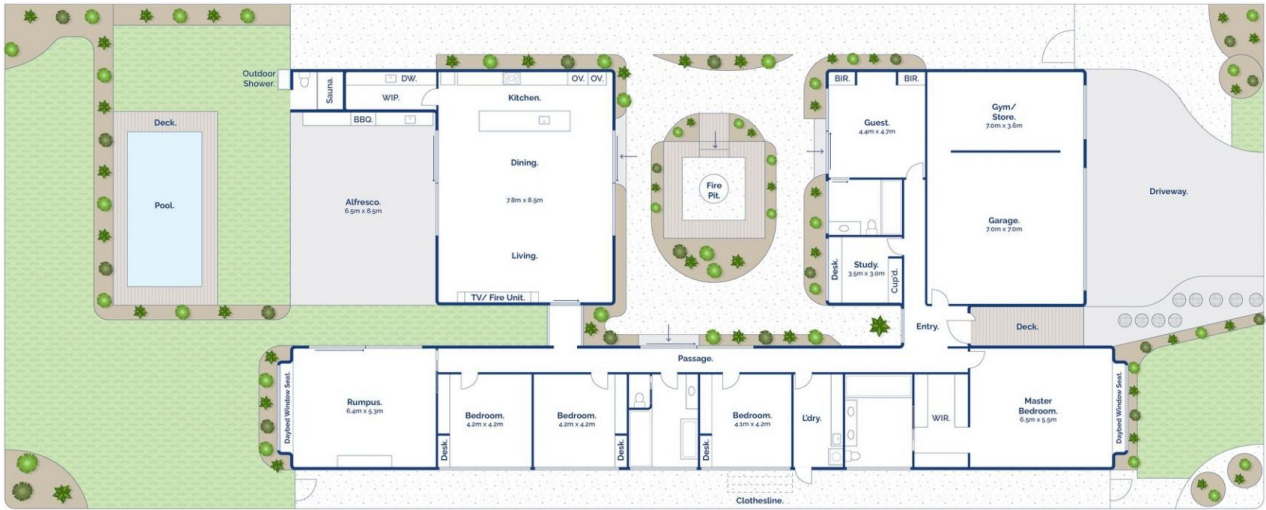 Outdoor
Shower.
Sauna.
DW.
WIP.
Kitchen.
OV.
OV.
BIR.
BIR.
Gym/
Store.
7.0m x 3.6m
Deck.
BBQ.
Guest.
4.4m x 4.7m
Dining.
Pool.
Alfresco.
6.5m x 8.5m
7.8m x 8.5m
Fire
Pit.
Driveway.
Garage.
7.0m x 7.0m
Living.
Desk.
Study.
3.5m x 3.0m
Cup'd.
TV/ Fire Unit.
Entry.
Deck.
Passage.
Daybed Window Seat.
Rumpus.
6.4m x 5.3m
Bedroom.
4.2m x 4.2m
Desk.
Bedroom.
4.2m x 4.2m
Desk.
Bedroom.
4.1m x 4.2m
Desk.
L'dry.
WIR.
Master
Bedroom.
6.5m x 5.5m
Daybed Window Seat.
Clothesline.